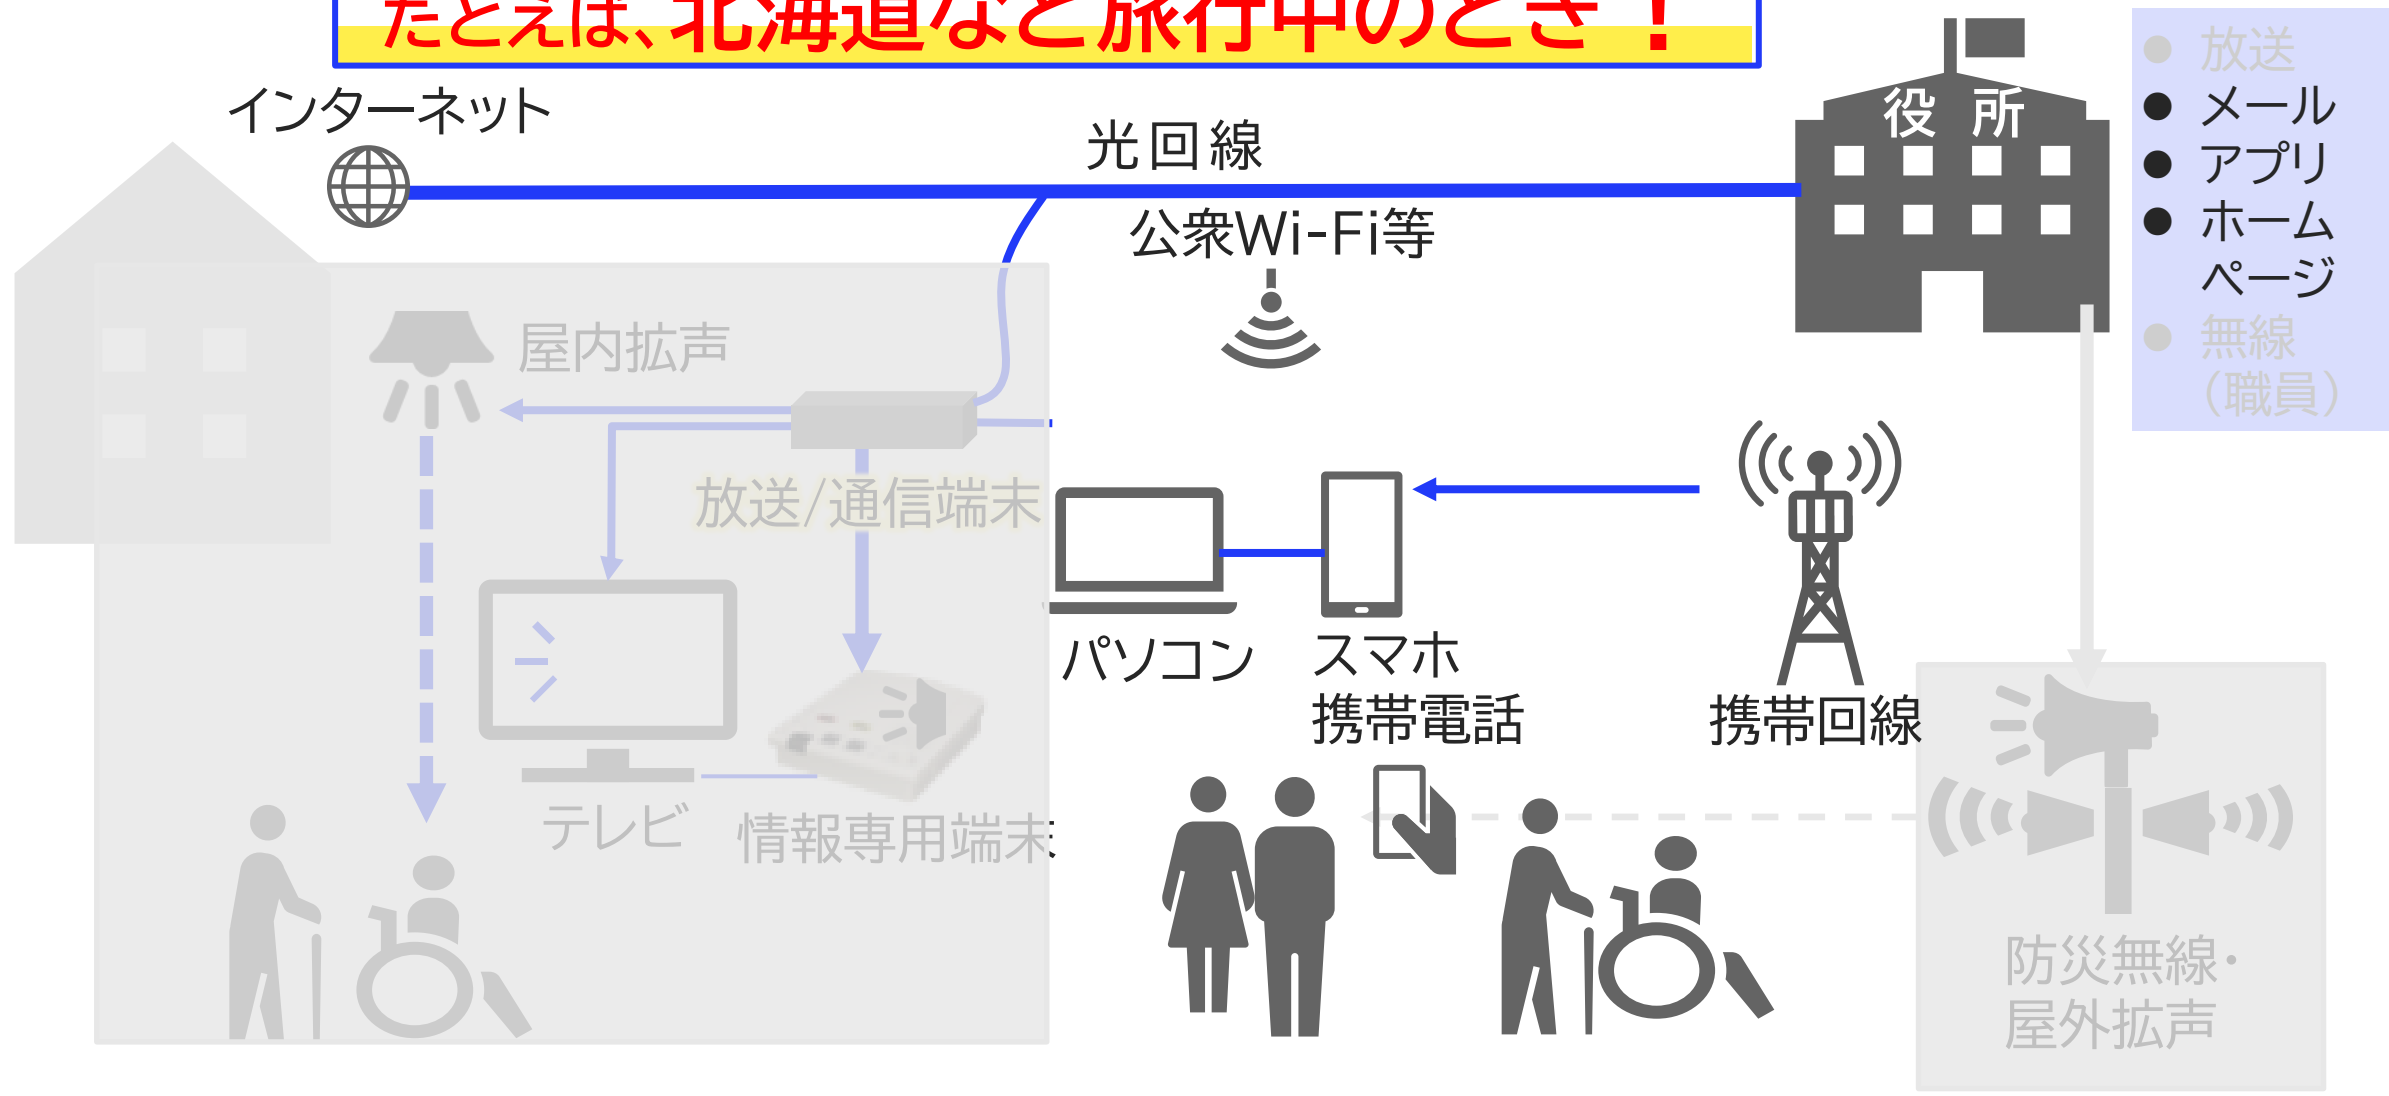 たとえば、北海道など旅行中のとき！
インターネット
光回線
公衆Wi-Fi等
役所
● 放送
● メール
● アプリ
● ホーム
ページ
● 無線
（職員）
屋内拡声
放送/通信端末
テレビ
情報専用端末
パソコン
スマホ
携帯電話
携帯回線
防災無線・
屋外拡声